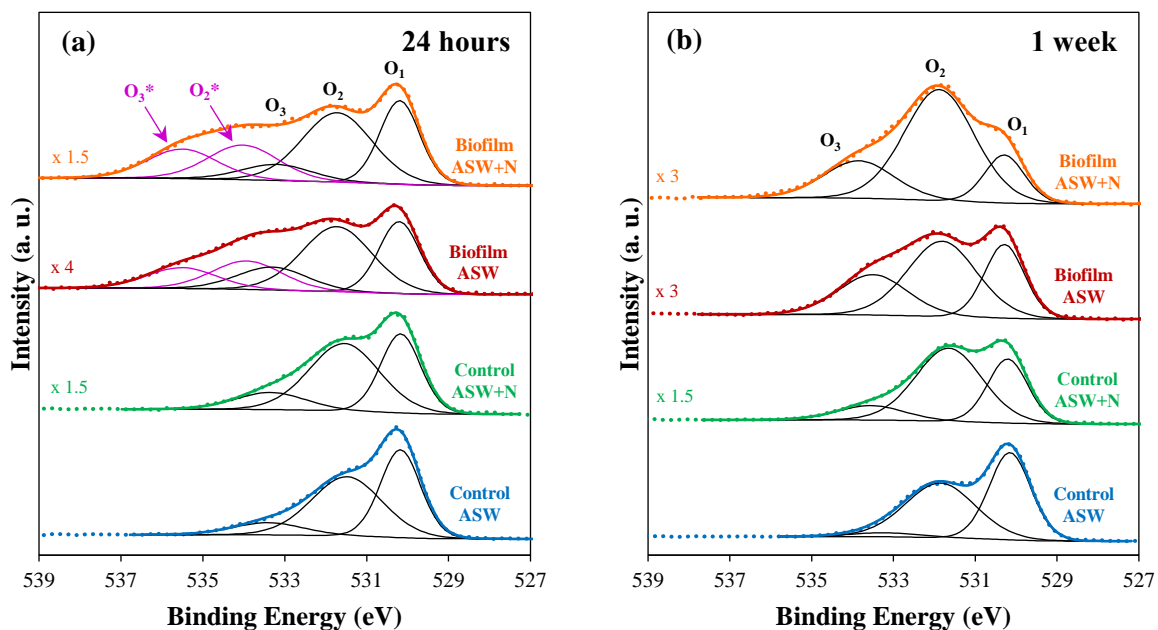 (a)
24 hours
O₃*
O₂*
O₃
O₂
O₁
x 1.5
Biofilm
ASW+N
x 4
Biofilm
ASW
x 1.5
Control
ASW+N
Control
ASW
Intensity (a. u.)
539
537
535
533
531
529
527
Binding Energy (eV)
(b)
1 week
O₃
O₂
O₁
x 3
Biofilm
ASW+N
x 3
Biofilm
ASW
x 1.5
Control
ASW+N
Control
ASW
Intensity (a. u.)
539
537
535
533
531
529
527
Binding Energy (eV)